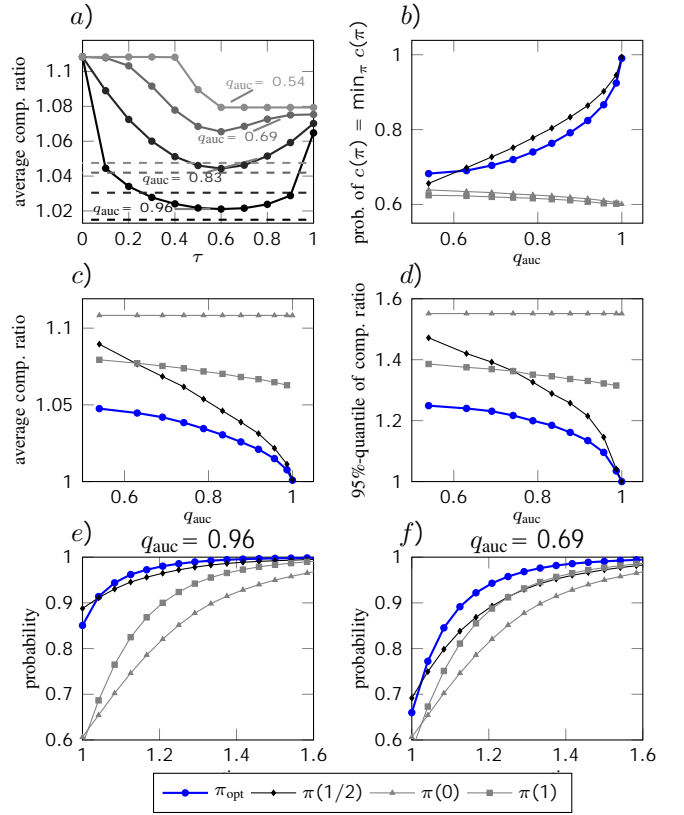 a)
average comp. ratio
1.1
1.08
1.06
1.04
1.02
0 0.2 0.4 0.6 0.8 1
τ
q_auc = 0.54
q_auc = 0.69
q_auc = 0.83
q_auc = 0.96
b)
prob. of c(π) = min_π c(π)
1
0.8
0.6
0.6 0.8 1
q_auc
c)
average comp. ratio
1.1
1.05
1
0.6 0.8 1
q_auc
d)
95%-quantile of comp. ratio
1.6
1.4
1.2
1
0.6 0.8 1
q_auc
e)
q_auc = 0.96
probability
1
0.9
0.8
0.7
0.6
1 1.2 1.4 1.6
f)
q_auc = 0.69
probability
1
0.9
0.8
0.7
0.6
1 1.2 1.4 1.6
π_opt π(1/2) π(0) π(1)